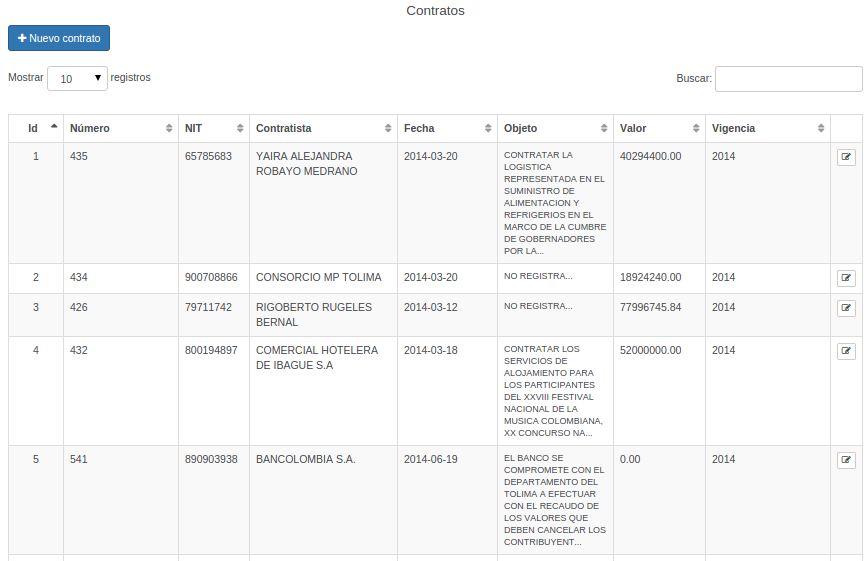 Contratos
Nuevo contrato
Mostrar 10 registros
Buscar:
Id Número NIT Contratista Fecha Objeto Valor Vigencia
1 435 65785683 YAIRA ALEJANDRA 2014-03-20 CONTRATAR LA 40294400.00 2014
ROBAYO MEDRANO
LOGISTICA
REPRESENTADA EN EL
SUMINISTRO DE
ALIMENTACION Y
REFRIGERIOS EN EL
MARCO DE LA CUMBRE
DE GOBERNADORES
POR LA...
2 434 900708866 CONSORCIO MP TOLIMA 2014-03-20 NO REGISTRA... 18924240.00 2014
3 426 79711742 RIGOBERTO RUGELES 2014-03-12 NO REGISTRA... 77996745.84 2014
BERNAL
4 432 800194897 COMERCIAL HOTELERA 2014-03-18 CONTRATAR LOS 52000000.00 2014
DE IBAGUE S.A
SERVICIOS DE
ALOJAMIENTO PARA
LOS PARTICIPANTES
DEL XXVIII FESTIVAL
NACIONAL DE LA
MUSICA COLOMBIANA,
XX CONCURSO NA...
5 541 890903938 BANCOLOMBIA S.A. 2014-06-19 EL BANCO SE 0.00 2014
COMPROMETE CON EL
DEPARTAMENTO DEL
TOLIMA A EFECTUAR
CON EL RECAUDO DE
LOS VALORES QUE
DEBEN CANCELAR LOS
CONTRIBUYENT...